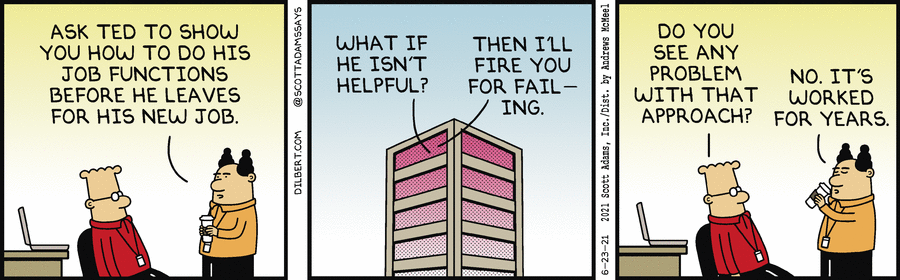 ASK TED TO SHOW
YOU HOW TO DO HIS
JOB FUNCTIONS
BEFORE HE LEAVES
FOR HIS NEW JOB.
DILBERT.COM @SCOTTADAMSSAYS
WHAT IF
HE ISN'T
HELPFUL?
THEN I'LL
FIRE YOU
FOR FAIL—
ING.
6-23-21 2021 Scott Adams, Inc./Dist. by Andrews McMeel
DO YOU
SEE ANY
PROBLEM
WITH THAT
APPROACH?
NO. IT'S
WORKED
FOR YEARS.